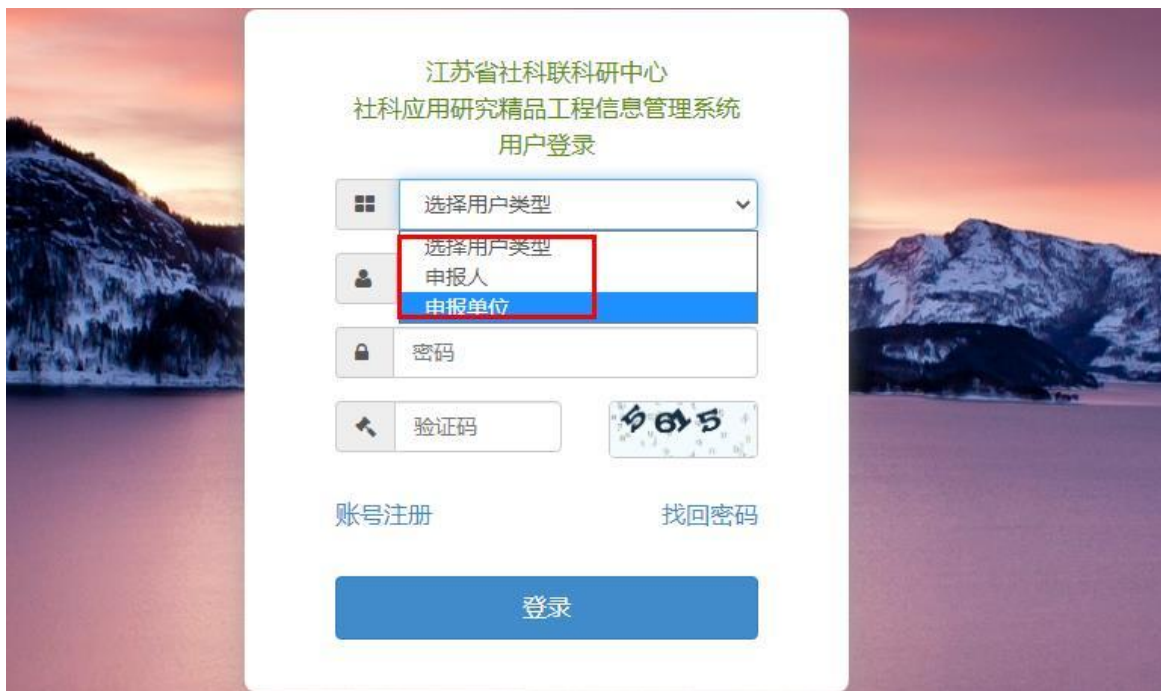 江苏省社科联科研中心
社科应用研究精品工程信息管理系统
用户登录
选择用户类型
选择用户类型
申报人
申报单位
密码
验证码
5615
账号注册
找回密码
登录